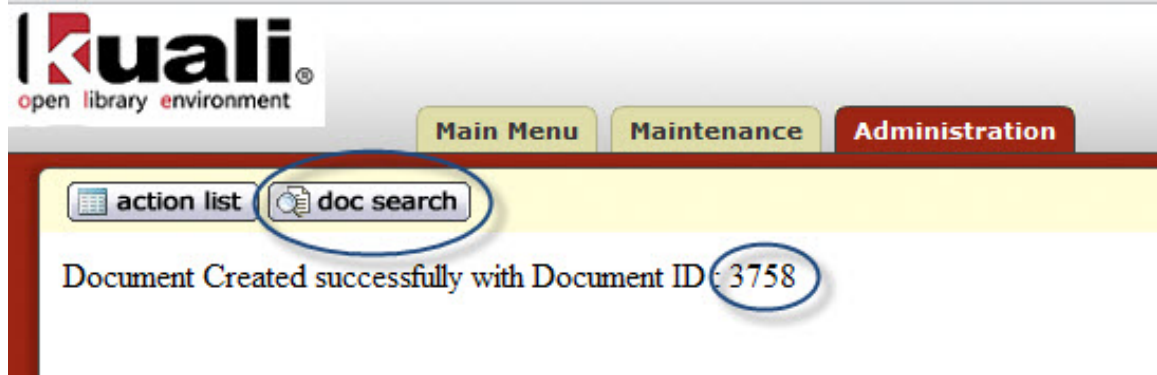 kuali®
open library environment
Main Menu Maintenance Administration
action list doc search
Document Created successfully with Document ID : 3758